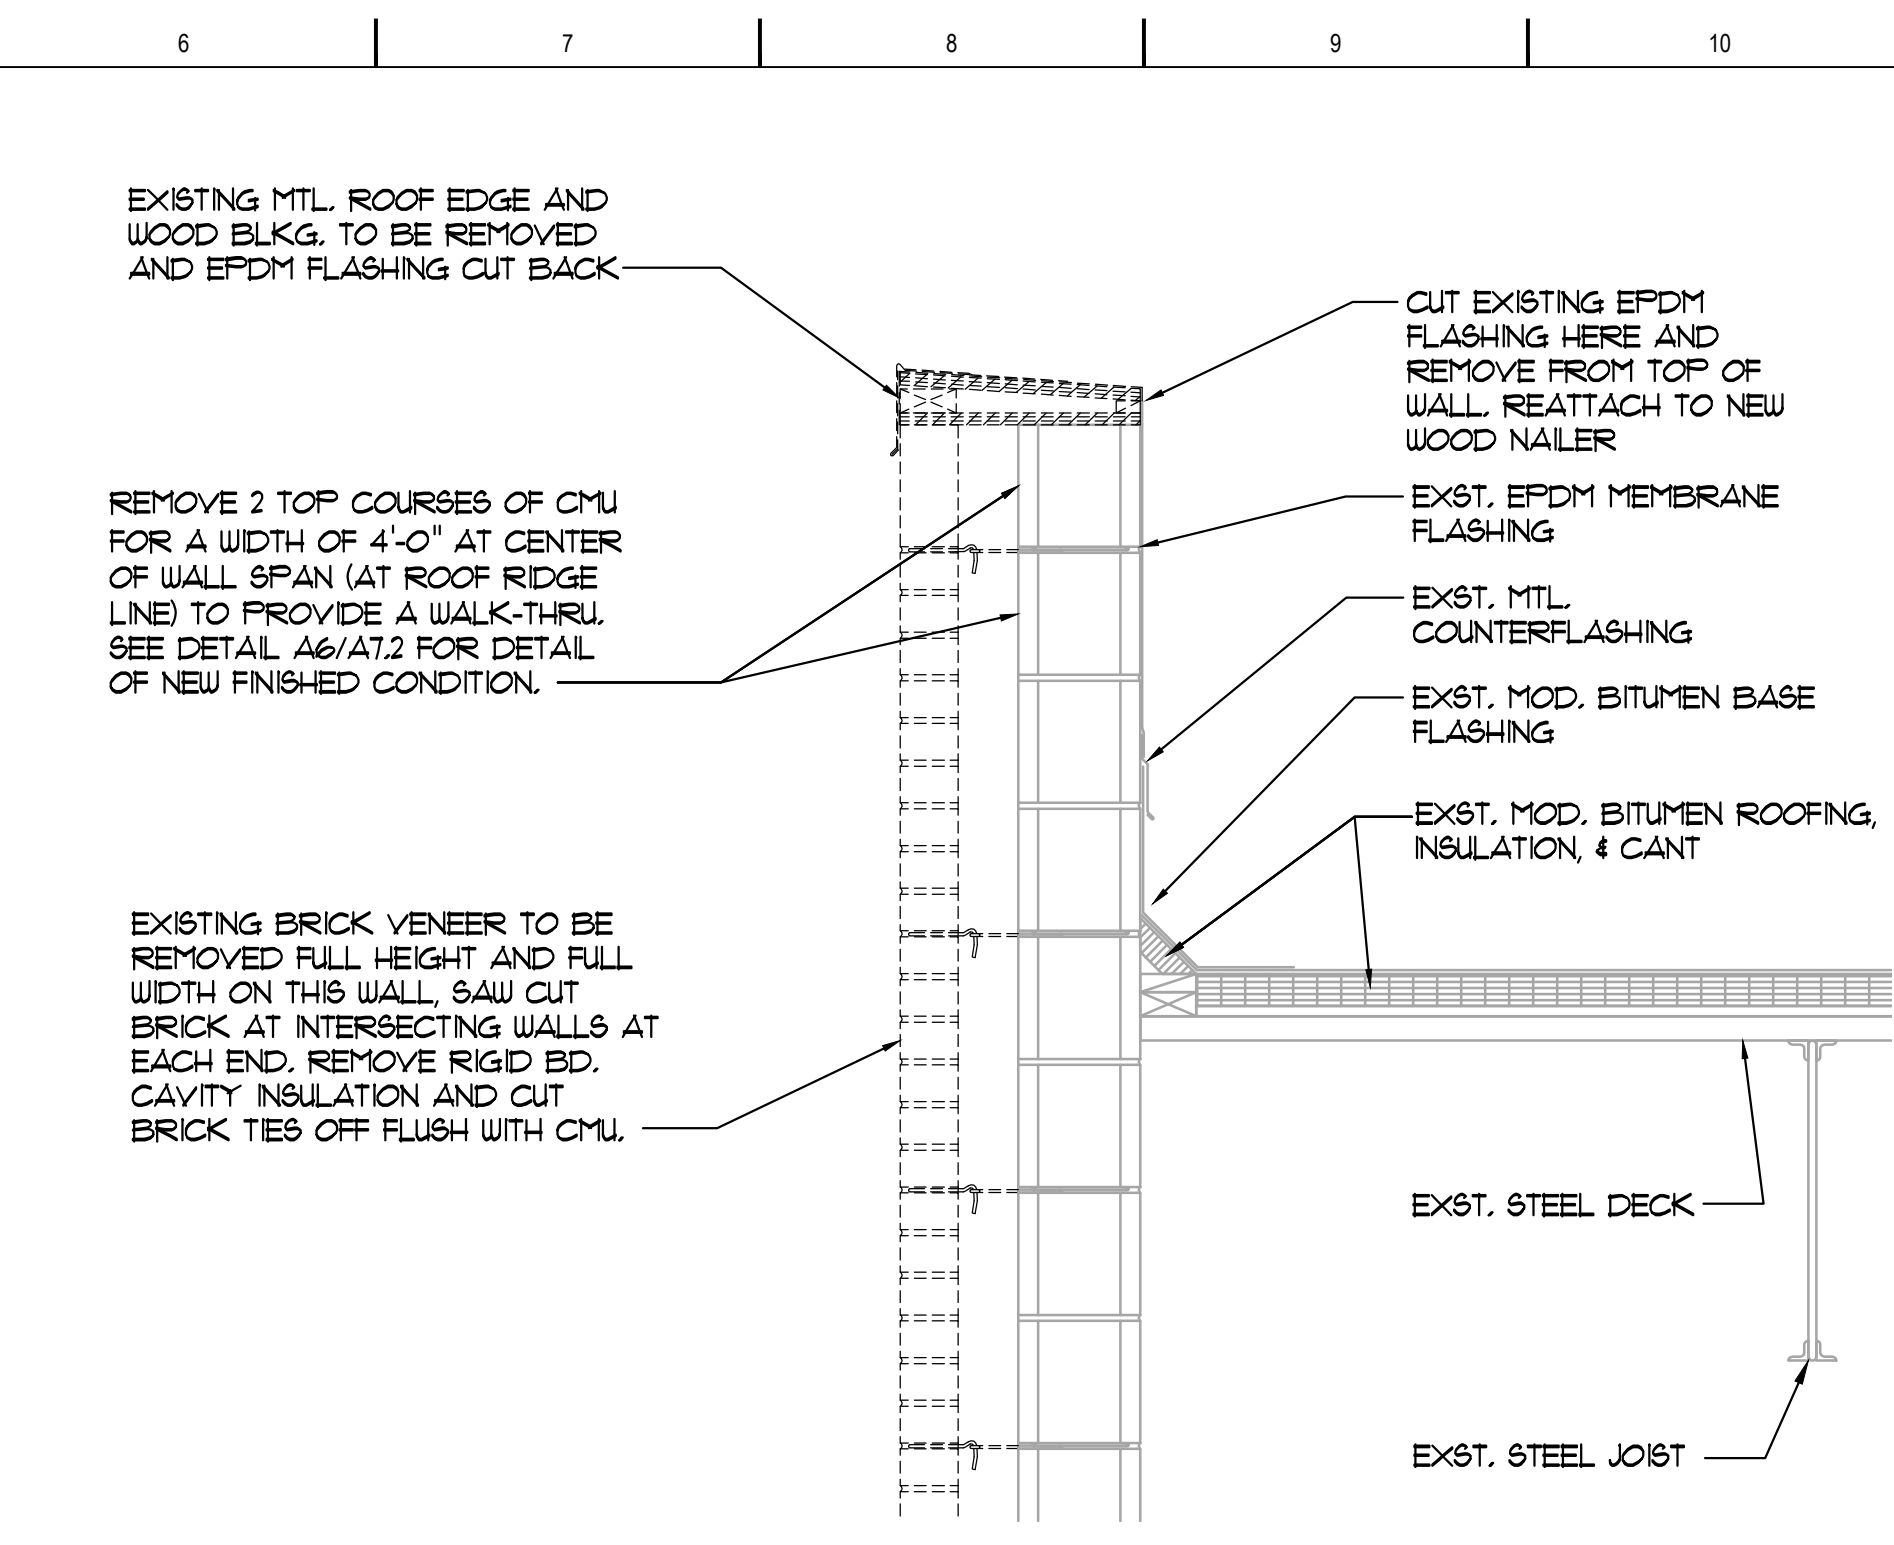 6 7 8 9 10
EXISTING MTL. ROOF EDGE AND
WOOD BLKG. TO BE REMOVED
AND EPDM FLASHING CUT BACK
CUT EXISTING EPDM
FLASHING HERE AND
REMOVE FROM TOP OF
WALL. REATTACH TO NEW
WOOD NAILER
REMOVE 2 TOP COURSES OF CMU
FOR A WIDTH OF 4'-0" AT CENTER
OF WALL SPAN (AT ROOF RIDGE
LINE) TO PROVIDE A WALK-THRU.
SEE DETAIL A6/A7.2 FOR DETAIL
OF NEW FINISHED CONDITION.
EXST. EPDM MEMBRANE
FLASHING
EXST. MTL.
COUNTERFLASHING
EXST. MOD. BITUMEN BASE
FLASHING
EXST. MOD. BITUMEN ROOFING,
INSULATION, & CANT
EXISTING BRICK VENEER TO BE
REMOVED FULL HEIGHT AND FULL
WIDTH ON THIS WALL, SAW CUT
BRICK AT INTERSECTING WALLS AT
EACH END. REMOVE RIGID BD.
CAVITY INSULATION AND CUT
BRICK TIES OFF FLUSH WITH CMU.
EXST. STEEL DECK
EXST. STEEL JOIST